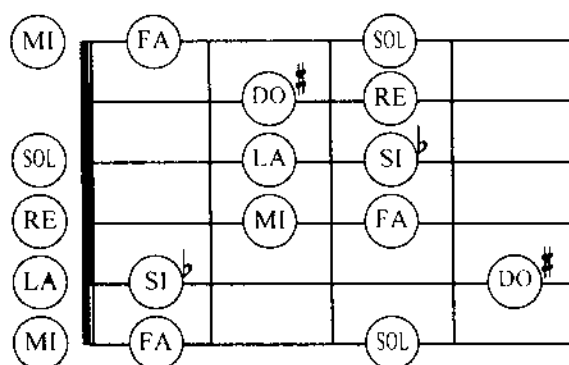 MI FA SOL
DO# RE
SOL LA SI♭
RE MI FA
LA SI♭ DO#
MI FA SOL